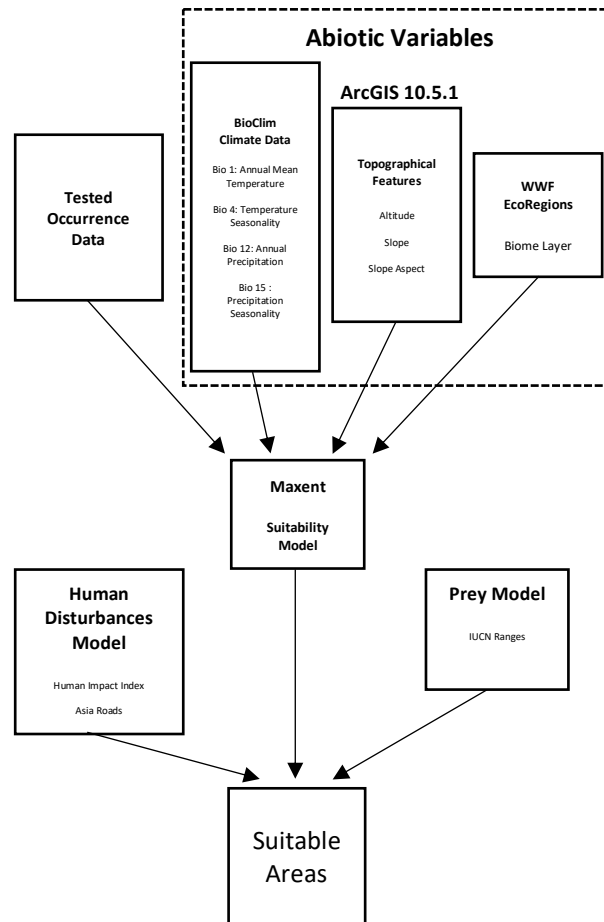 Abiotic Variables
ArcGIS 10.5.1
BioClim
Climate Data
Bio 1: Annual Mean
Temperature
Bio 4: Temperature
Seasonality
Bio 12: Annual
Precipitation
Bio 15 :
Precipitation
Seasonality
Topographical
Features
Altitude
Slope
Slope Aspect
WWF
EcoRegions
Biome Layer
Tested
Occurrence
Data
Maxent
Suitability
Model
Human
Disturbances
Model
Human Impact Index
Asia Roads
Prey Model
IUCN Ranges
Suitable
Areas